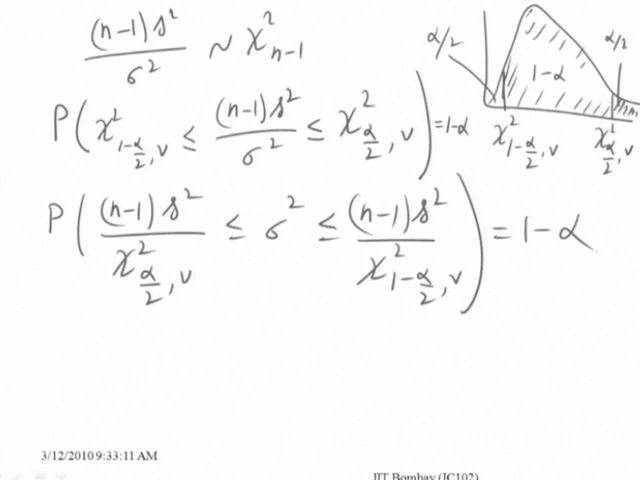 (n-1)s²/σ² ~ χ²ₙ₋₁
α/2
α/2
1-α
χ²_{1-α/2, ν}
χ²_{α/2, ν}
P(χ²_{1-α/2, ν} ≤ (n-1)s²/σ² ≤ χ²_{α/2, ν}) = 1-α
P((n-1)s²/χ²_{α/2, ν} ≤ σ² ≤ (n-1)s²/χ²_{1-α/2, ν}) = 1-α
3/12/2010 9:33:11 AM
IIT Bombay (IC102)